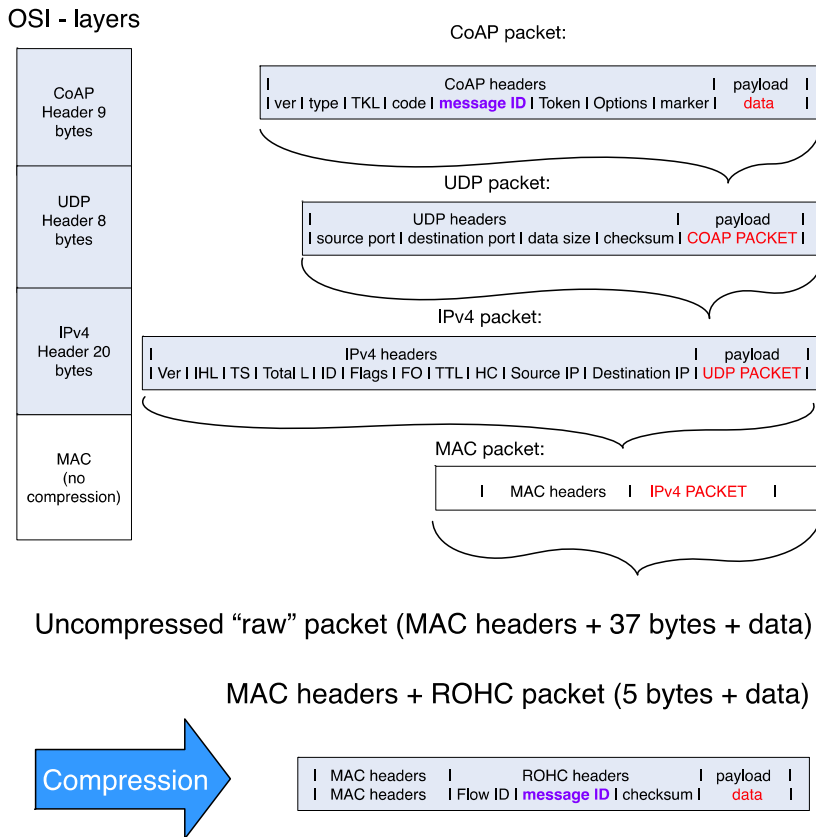 OSI - layers
CoAP
Header 9
bytes
UDP
Header 8
bytes
IPv4
Header 20
bytes
MAC
(no
compression)
CoAP packet:
I CoAP headers I payload I
I ver I type I TKL I code I message ID I Token I Options I marker I data I
UDP packet:
I UDP headers I payload I
I source port I destination port I data size I checksum I COAP PACKET I
IPv4 packet:
I IPv4 headers I payload I
I Ver I IHL I TS I Total L I ID I Flags I FO I TTL I HC I Source IP I Destination IP I UDP PACKET I
MAC packet:
I MAC headers I IPv4 PACKET I
Uncompressed “raw” packet (MAC headers + 37 bytes + data)
MAC headers + ROHC packet (5 bytes + data)
Compression
I MAC headers I ROHC headers I payload I
I MAC headers I Flow ID I message ID I checksum I data I